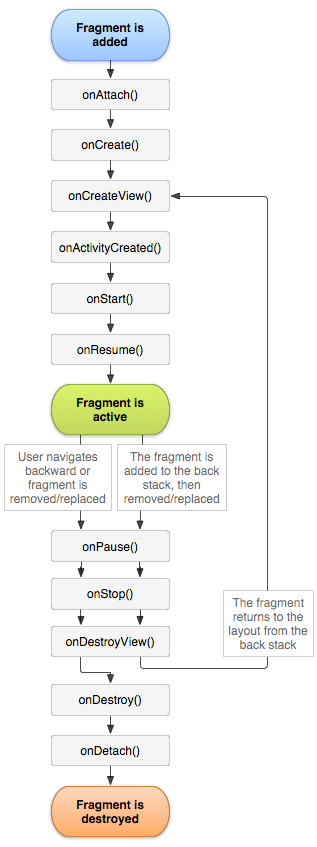 Fragment is
added
onAttach()
onCreate()
onCreateView()
onActivityCreated()
onStart()
onResume()
Fragment is
active
User navigates
backward or
fragment is
removed/replaced
The fragment is
added to the back
stack, then
removed/replaced
onPause()
onStop()
onDestroyView()
The fragment
returns to the
layout from the
back stack
onDestroy()
onDetach()
Fragment is
destroyed